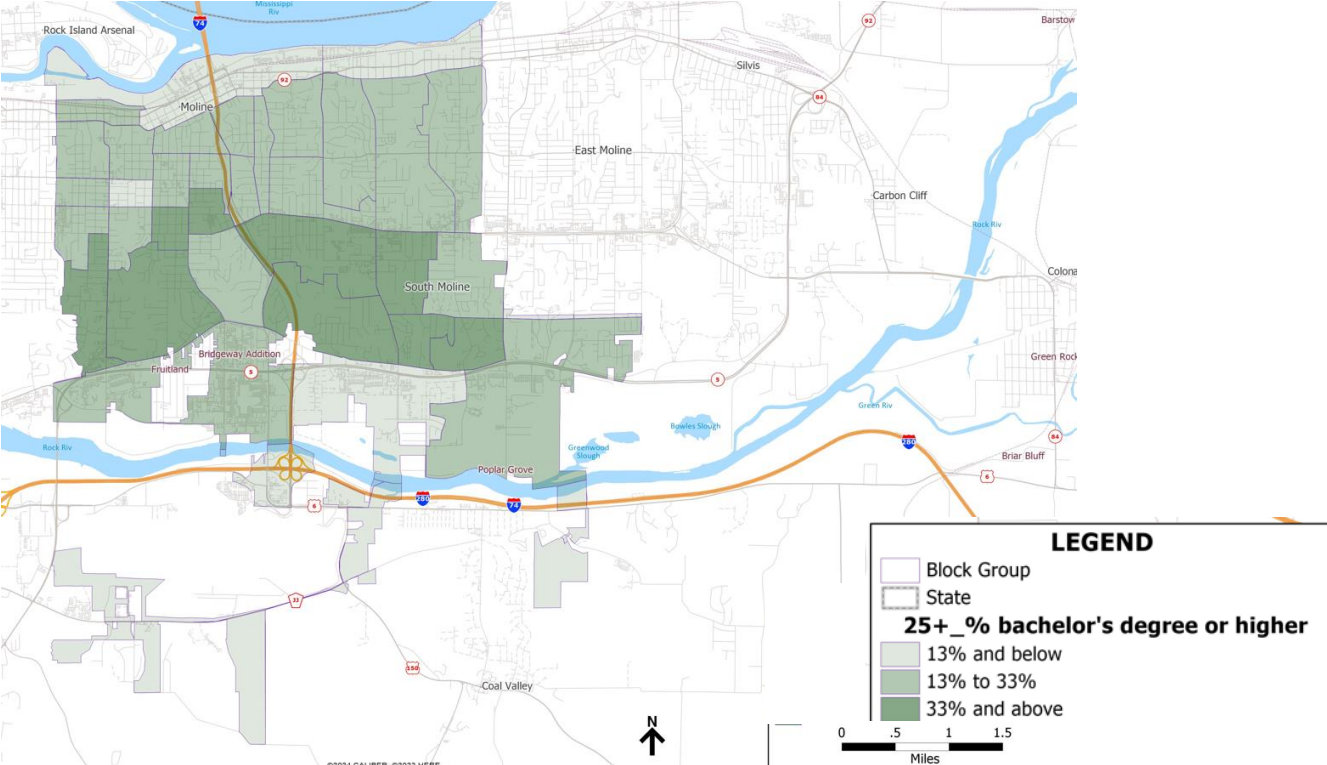 Mississippi
Riv
74
92
Barstow
Rock Island Arsenal
Silvis
92
84
Moline
East Moline
Carbon Cliff
Rock Riv
Colona
South Moline
Bridgeway Addition
Fruitland
5
5
Green Rock
Green Riv
Bowles Slough
Rock Riv
Greenwood
Slough
84
280
Briar Bluff
Poplar Grove
6
280
74
6
LEGEND
Block Group
State
25+_% bachelor's degree or higher
13% and below
13% to 33%
33% and above
150
Coal Valley
N
0 .5 1 1.5
Miles